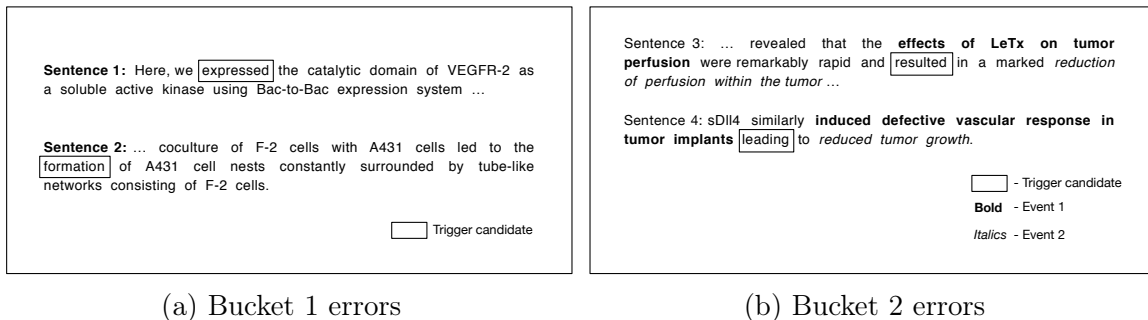 Sentence 1: Here, we expressed the catalytic domain of VEGFR-2 as
a soluble active kinase using Bac-to-Bac expression system ...
Sentence 2: ... coculture of F-2 cells with A431 cells led to the
formation of A431 cell nests constantly surrounded by tube-like
networks consisting of F-2 cells.
Trigger candidate
(a) Bucket 1 errors
Sentence 3: ... revealed that the effects of LeTx on tumor
perfusion were remarkably rapid and resulted in a marked reduction
of perfusion within the tumor ...
Sentence 4: sDll4 similarly induced defective vascular response in
tumor implants leading to reduced tumor growth.
- Trigger candidate
Bold - Event 1
Italics - Event 2
(b) Bucket 2 errors